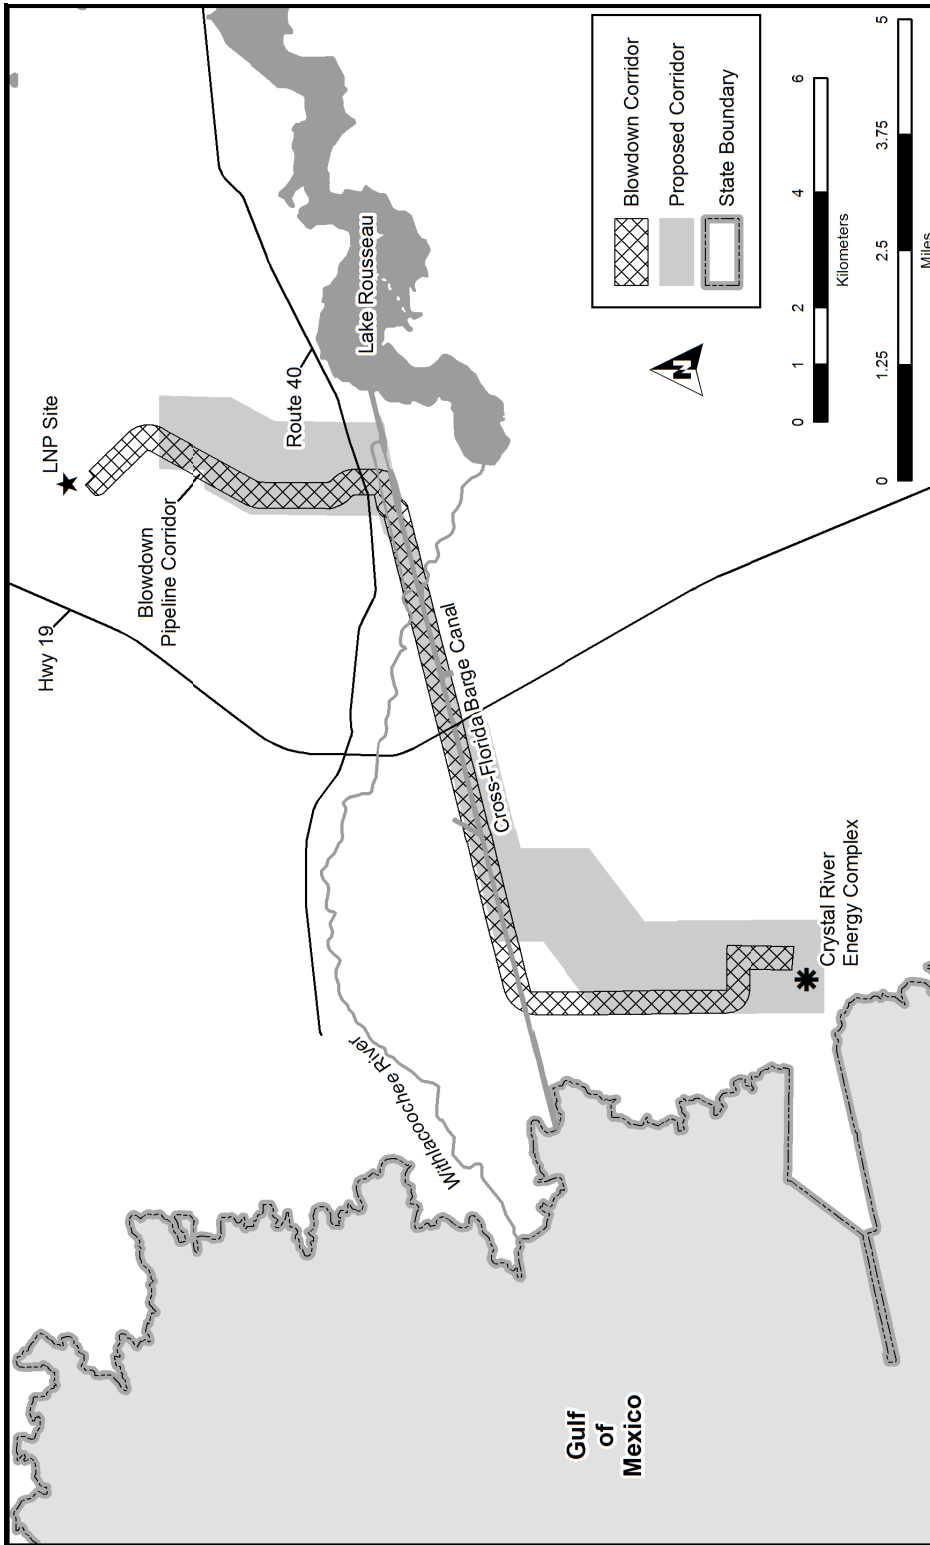 LNP Site
Hwy 19
Blowdown
Pipeline Corridor
Route 40
Lake Rousseau
Cross-Florida Barge Canal
Withlacoochee River
Crystal River
Energy Complex
Gulf
of
Mexico
N
Blowdown Corridor
Proposed Corridor
State Boundary
0 1 2 4 6
Kilometers
0 1.25 2.5 3.75 5
Miles